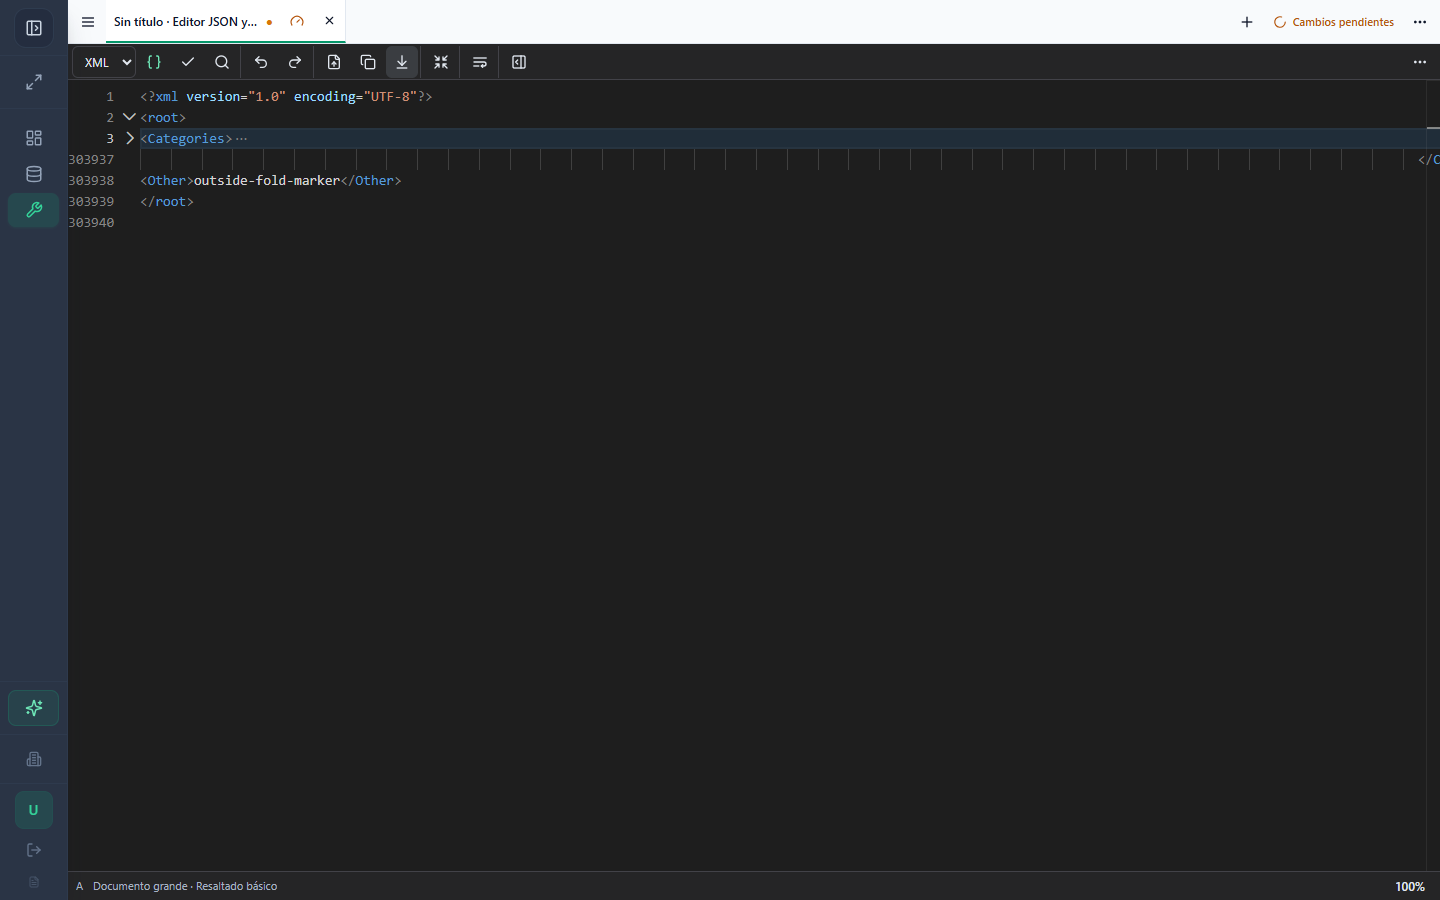 Sin título · Editor JSON y...
Cambios pendientes
XML
1 <?xml version="1.0" encoding="UTF-8"?>
2 <root>
3 <Categories>
303937 </C
303938 <Other>outside-fold-marker</Other>
303939 </root>
303940
U
A Documento grande · Resaltado básico
100%